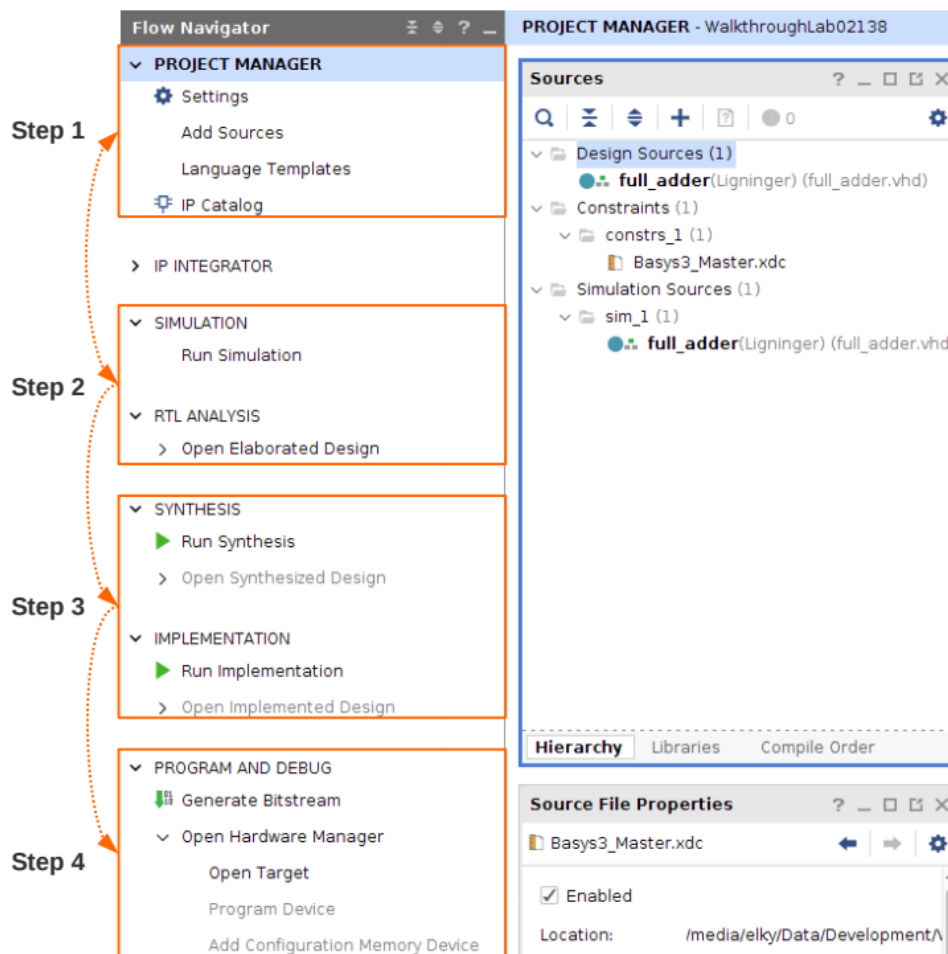 Flow Navigator ? _
PROJECT MANAGER
Settings
Add Sources
Language Templates
IP Catalog
IP INTEGRATOR
SIMULATION
Run Simulation
RTL ANALYSIS
Open Elaborated Design
SYNTHESIS
Run Synthesis
Open Synthesized Design
IMPLEMENTATION
Run Implementation
Open Implemented Design
PROGRAM AND DEBUG
Generate Bitstream
Open Hardware Manager
Open Target
Program Device
Add Configuration Memory Device
Step 1
Step 2
Step 3
Step 4
PROJECT MANAGER - WalkthroughLab02138
Sources ? _
? 0
Design Sources (1)
full_adder(Ligninger) (full_adder.vhd)
Constraints (1)
constrs_1 (1)
Basys3_Master.xdc
Simulation Sources (1)
sim_1 (1)
full_adder(Ligninger) (full_adder.vhd
Hierarchy Libraries Compile Order
Source File Properties ? _
Basys3_Master.xdc
Enabled
Location: /media/elky/Data/Development/